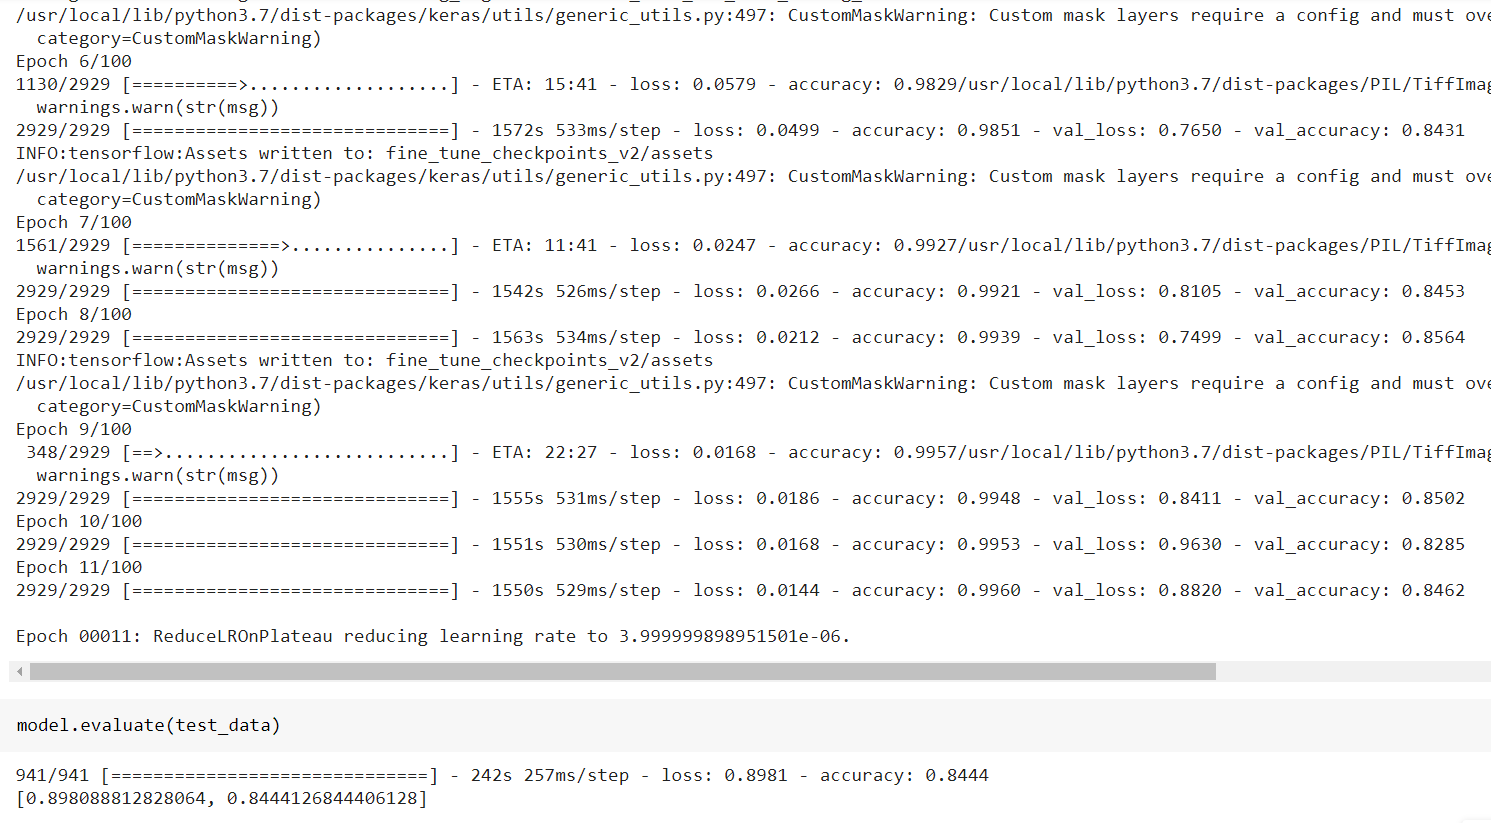 /usr/local/lib/python3.7/dist-packages/keras/utils/generic_utils.py:497: CustomMaskWarning: Custom mask layers require a config and must ove
  category=CustomMaskWarning)
Epoch 6/100
1130/2929 [==========>...................] - ETA: 15:41 - loss: 0.0579 - accuracy: 0.9829/usr/local/lib/python3.7/dist-packages/PIL/TiffImag
  warnings.warn(str(msg))
2929/2929 [==============================] - 1572s 533ms/step - loss: 0.0499 - accuracy: 0.9851 - val_loss: 0.7650 - val_accuracy: 0.8431
INFO:tensorflow:Assets written to: fine_tune_checkpoints_v2/assets
/usr/local/lib/python3.7/dist-packages/keras/utils/generic_utils.py:497: CustomMaskWarning: Custom mask layers require a config and must ove
  category=CustomMaskWarning)
Epoch 7/100
1561/2929 [==============>...............] - ETA: 11:41 - loss: 0.0247 - accuracy: 0.9927/usr/local/lib/python3.7/dist-packages/PIL/TiffImag
  warnings.warn(str(msg))
2929/2929 [==============================] - 1542s 526ms/step - loss: 0.0266 - accuracy: 0.9921 - val_loss: 0.8105 - val_accuracy: 0.8453
Epoch 8/100
2929/2929 [==============================] - 1563s 534ms/step - loss: 0.0212 - accuracy: 0.9939 - val_loss: 0.7499 - val_accuracy: 0.8564
INFO:tensorflow:Assets written to: fine_tune_checkpoints_v2/assets
/usr/local/lib/python3.7/dist-packages/keras/utils/generic_utils.py:497: CustomMaskWarning: Custom mask layers require a config and must ove
  category=CustomMaskWarning)
Epoch 9/100
 348/2929 [==>...........................] - ETA: 22:27 - loss: 0.0168 - accuracy: 0.9957/usr/local/lib/python3.7/dist-packages/PIL/TiffImag
  warnings.warn(str(msg))
2929/2929 [==============================] - 1555s 531ms/step - loss: 0.0186 - accuracy: 0.9948 - val_loss: 0.8411 - val_accuracy: 0.8502
Epoch 10/100
2929/2929 [==============================] - 1551s 530ms/step - loss: 0.0168 - accuracy: 0.9953 - val_loss: 0.9630 - val_accuracy: 0.8285
Epoch 11/100
2929/2929 [==============================] - 1550s 529ms/step - loss: 0.0144 - accuracy: 0.9960 - val_loss: 0.8820 - val_accuracy: 0.8462
Epoch 00011: ReduceLROnPlateau reducing learning rate to 3.999999898951501e-06.
model.evaluate(test_data)
941/941 [==============================] - 242s 257ms/step - loss: 0.8981 - accuracy: 0.8444
[0.898088812828064, 0.8444126844406128]